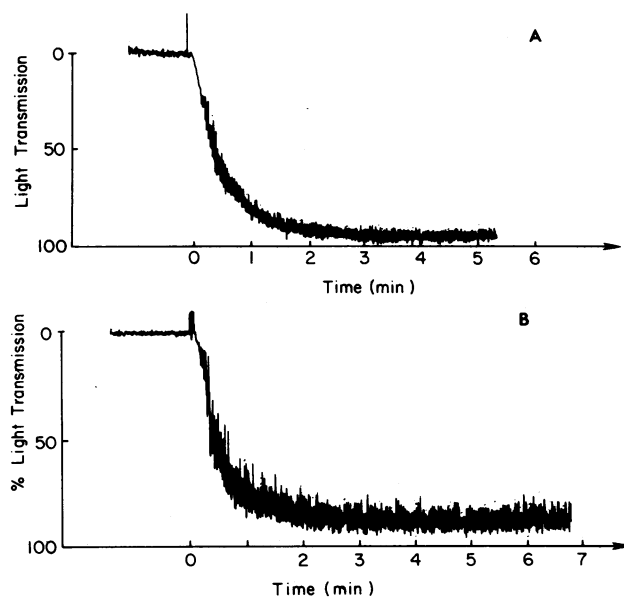 A
0
50
100
Light Transmission
0 1 2 3 4 5 6
Time (min)
B
0
50
100
% Light Transmission
0 2 3 4 5 6 7
Time (min)